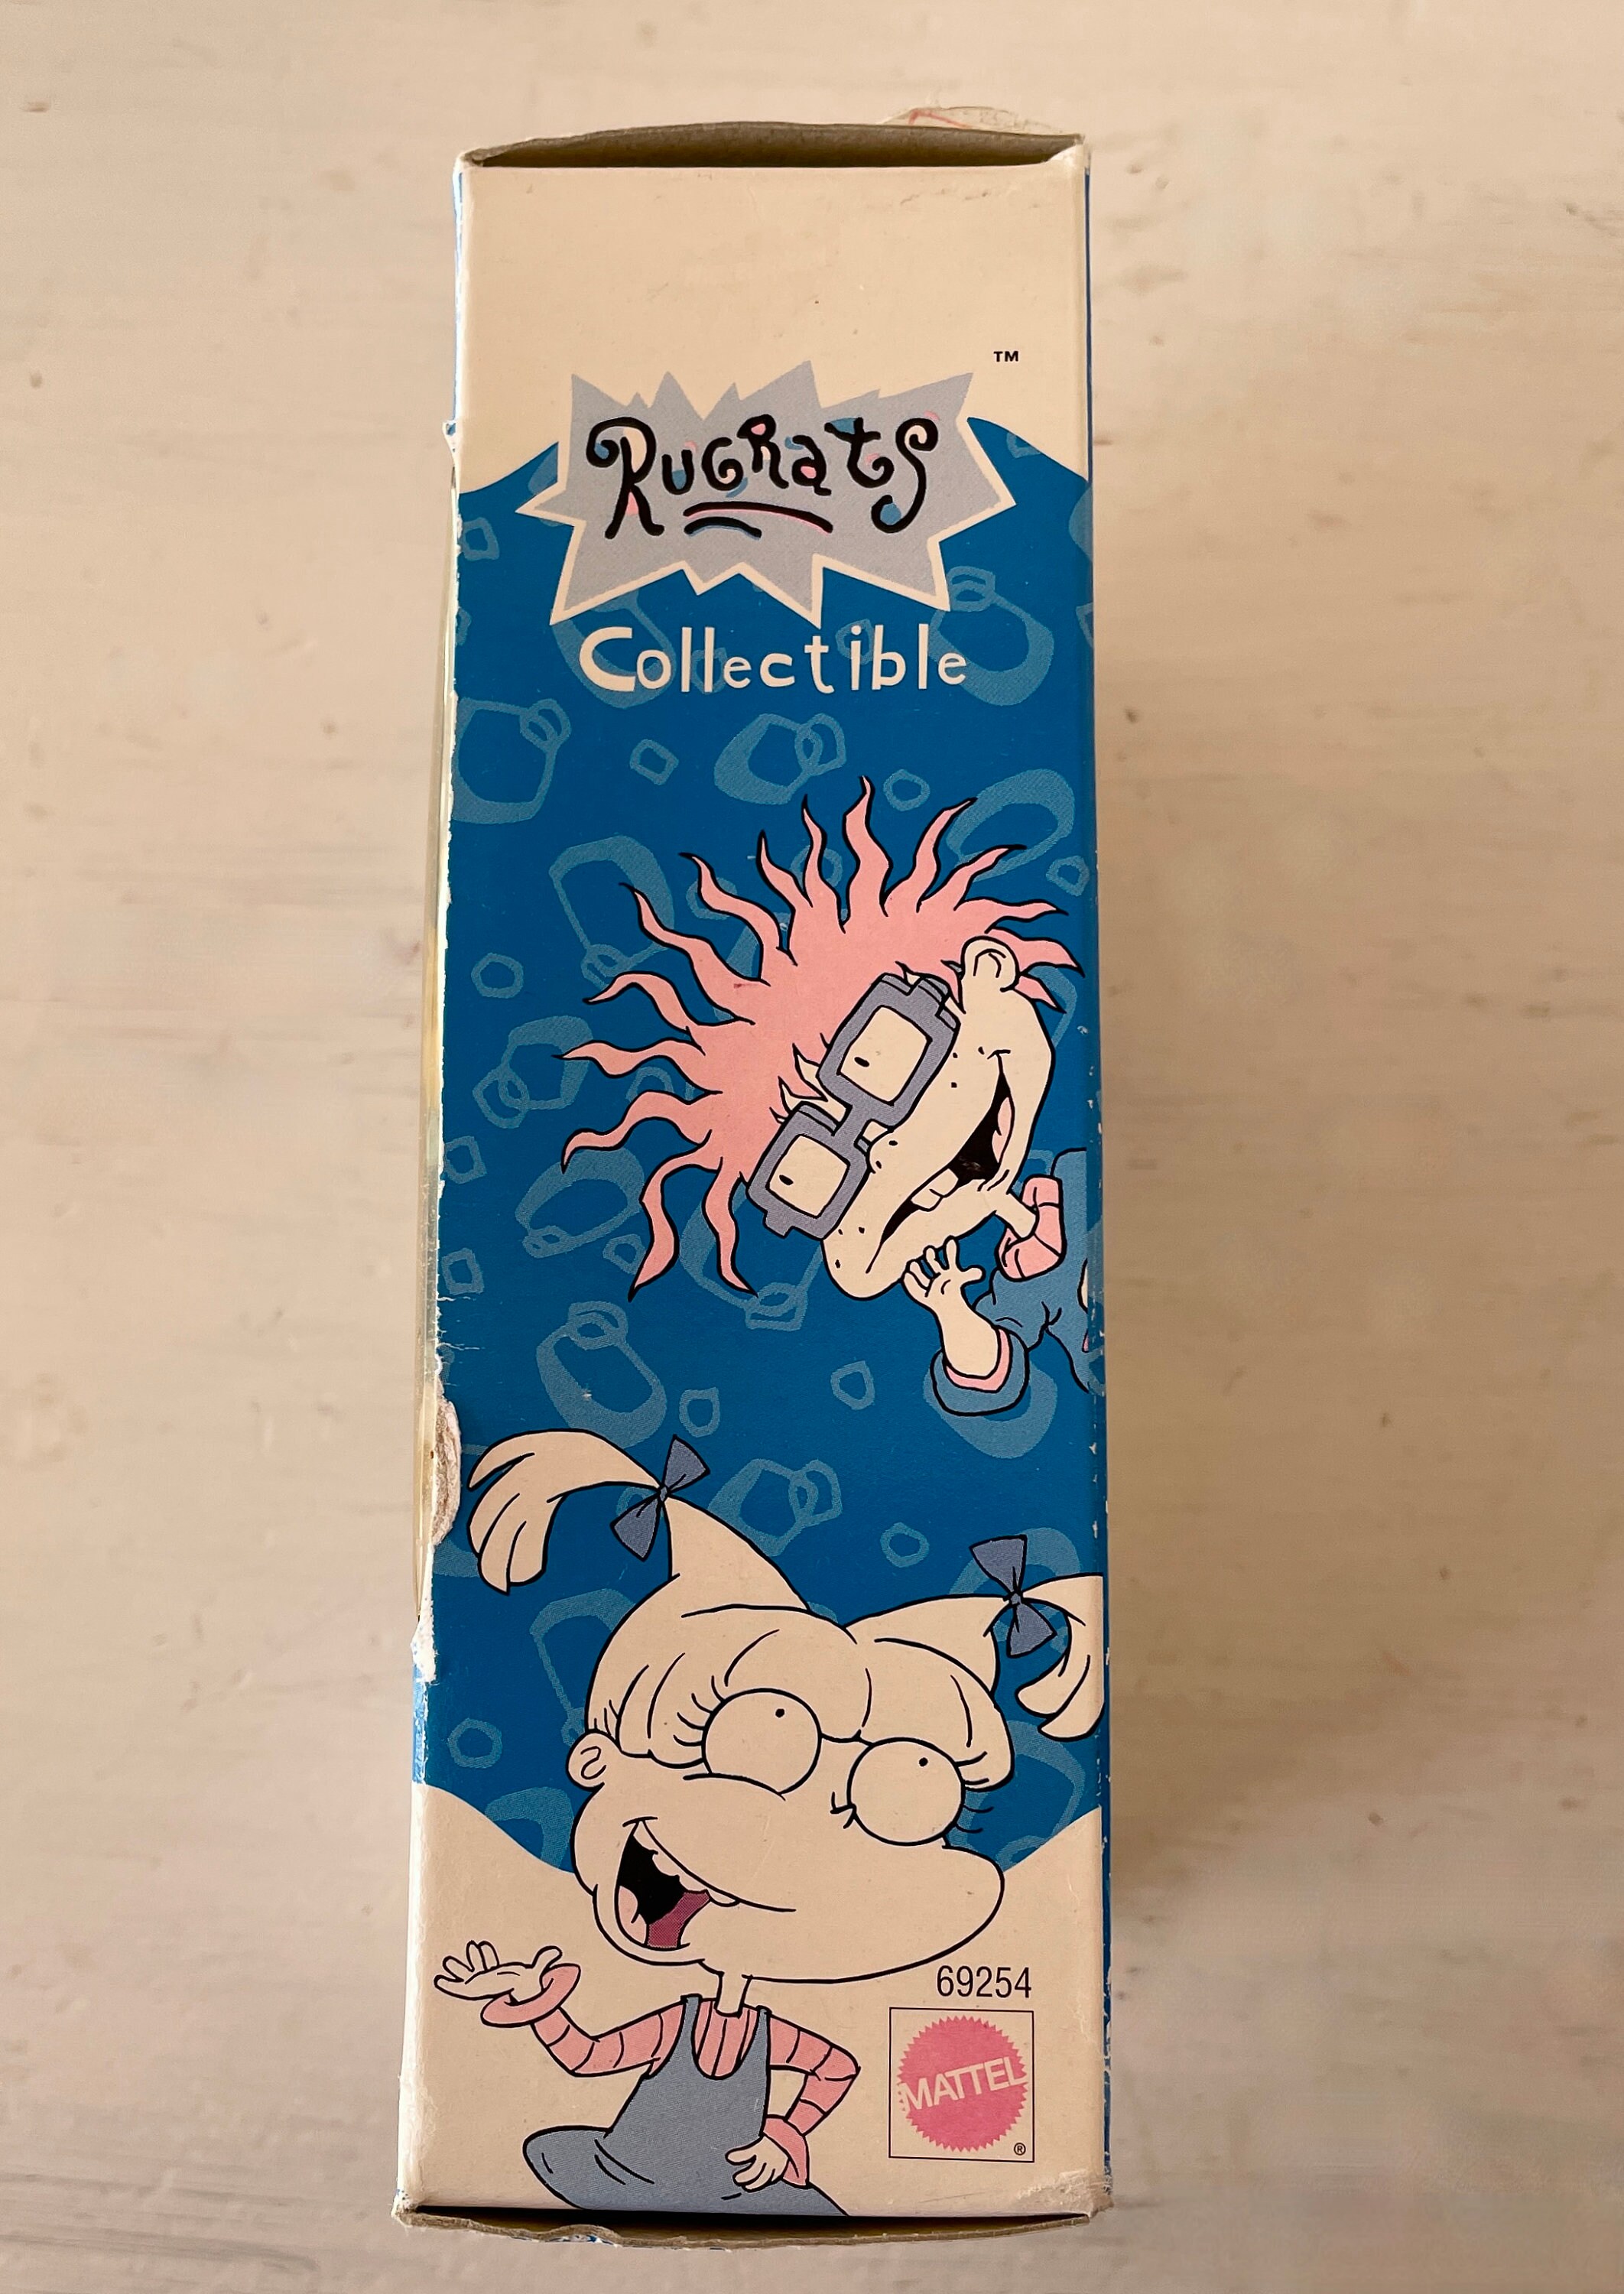 TM
RugRats
Collectible
69254
MATTEL
®